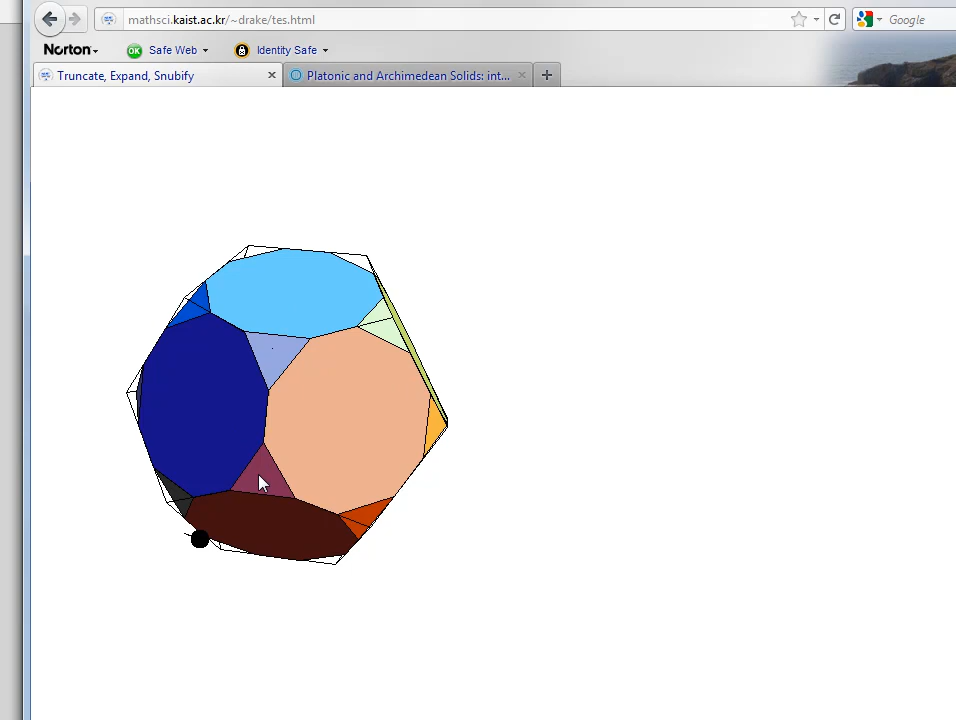 mathsci.kaist.ac.kr/~drake/tes.html
Google
Norton
OK Safe Web
Identity Safe
Truncate, Expand, Snubify
Platonic and Archimedean Solids: int...